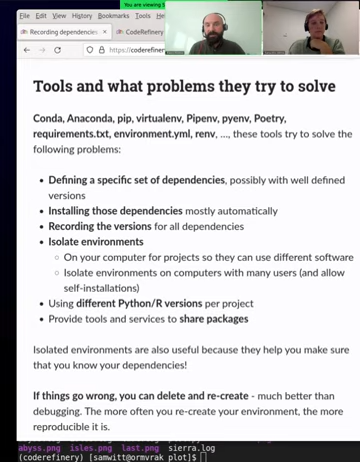 You are viewing S
File Edit View History Bookmarks Tools He
Recording dependencies
CodeRefinery
https://coderefiner
Tools and what problems they try to solve
Conda, Anaconda, pip, virtualenv, Pipenv, pyenv, Poetry,
requirements.txt, environment.yml, renv, ..., these tools try to solve the
following problems:
• Defining a specific set of dependencies, possibly with well defined
versions
• Installing those dependencies mostly automatically
• Recording the versions for all dependencies
• Isolate environments
◦ On your computer for projects so they can use different software
◦ Isolate environments on computers with many users (and allow
self-installations)
• Using different Python/R versions per project
• Provide tools and services to share packages
Isolated environments are also useful because they help you make sure
that you know your dependencies!
If things go wrong, you can delete and re-create - much better than
debugging. The more often you re-create your environment, the more
reproducible it is.
abyss.png isles.png last.png sierra.log
(coderefinery) [samwitt@ormvrak plot]$